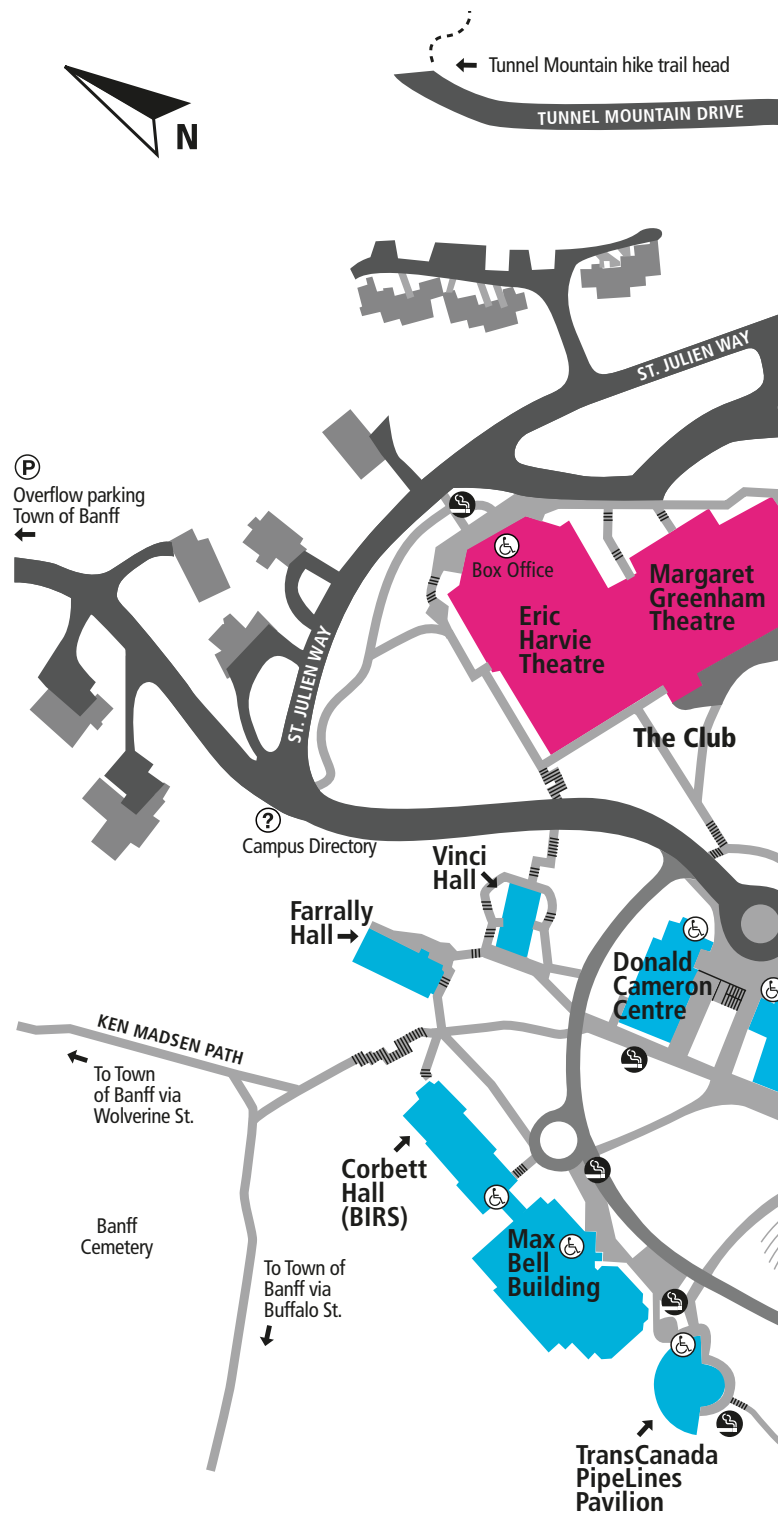 Tunnel Mountain hike trail head
TUNNEL MOUNTAIN DRIVE
N
ST. JULIEN WAY
P
Overflow parking
Town of Banff
Box Office
Margaret
Greenham
Theatre
Eric
Harvie
Theatre
ST. JULIEN WAY
The Club
?
Campus Directory
Vinci
Hall
Farrally
Hall
Donald
Cameron
Centre
KEN MADSEN PATH
To Town
of Banff via
Wolverine St.
Corbett
Hall
(BIRS)
Banff
Cemetery
Max
Bell
Building
To Town of
Banff via
Buffalo St.
TransCanada
PipeLines
Pavilion